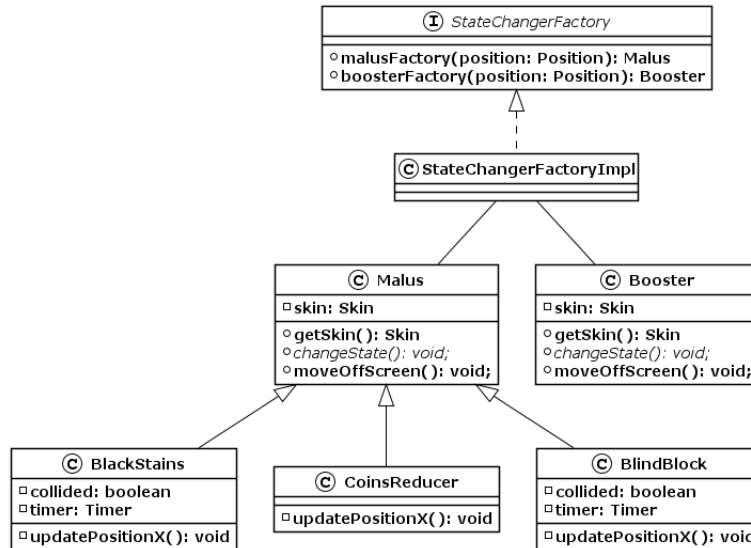 I StateChangerFactory
malusFactory(position: Position): Malus
boosterFactory(position: Position): Booster
C StateChangerFactoryImpl
C Malus
skin: Skin
getSkin(): Skin
changeState(): void;
moveOffScreen(): void;
C Booster
skin: Skin
getSkin(): Skin
changeState(): void;
moveOffScreen(): void;
C BlackStains
collided: boolean
timer: Timer
updatePositionX(): void
C CoinsReducer
updatePositionX(): void
C BlindBlock
collided: boolean
timer: Timer
updatePositionX(): void